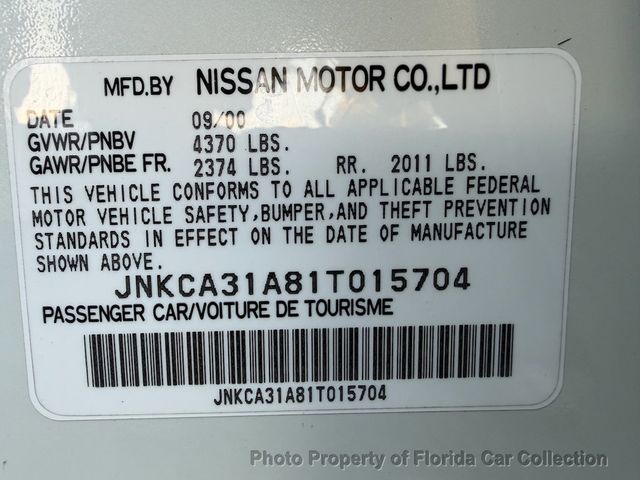 MFD.BY NISSAN MOTOR CO.,LTD
DATE 09/00
GVWR/PNBV 4370 LBS.
GAWR/PNBE FR. 2374 LBS. RR. 2011 LBS.
THIS VEHICLE CONFORMS TO ALL APPLICABLE FEDERAL
MOTOR VEHICLE SAFETY,BUMPER,AND THEFT PREVENTION
STANDARDS IN EFFECT ON THE DATE OF MANUFACTURE
SHOWN ABOVE.
JNKCA31A81T015704
PASSENGER CAR/VOITURE DE TOURISME
JNKCA31A81T015704
Photo Property of Florida Car Collection